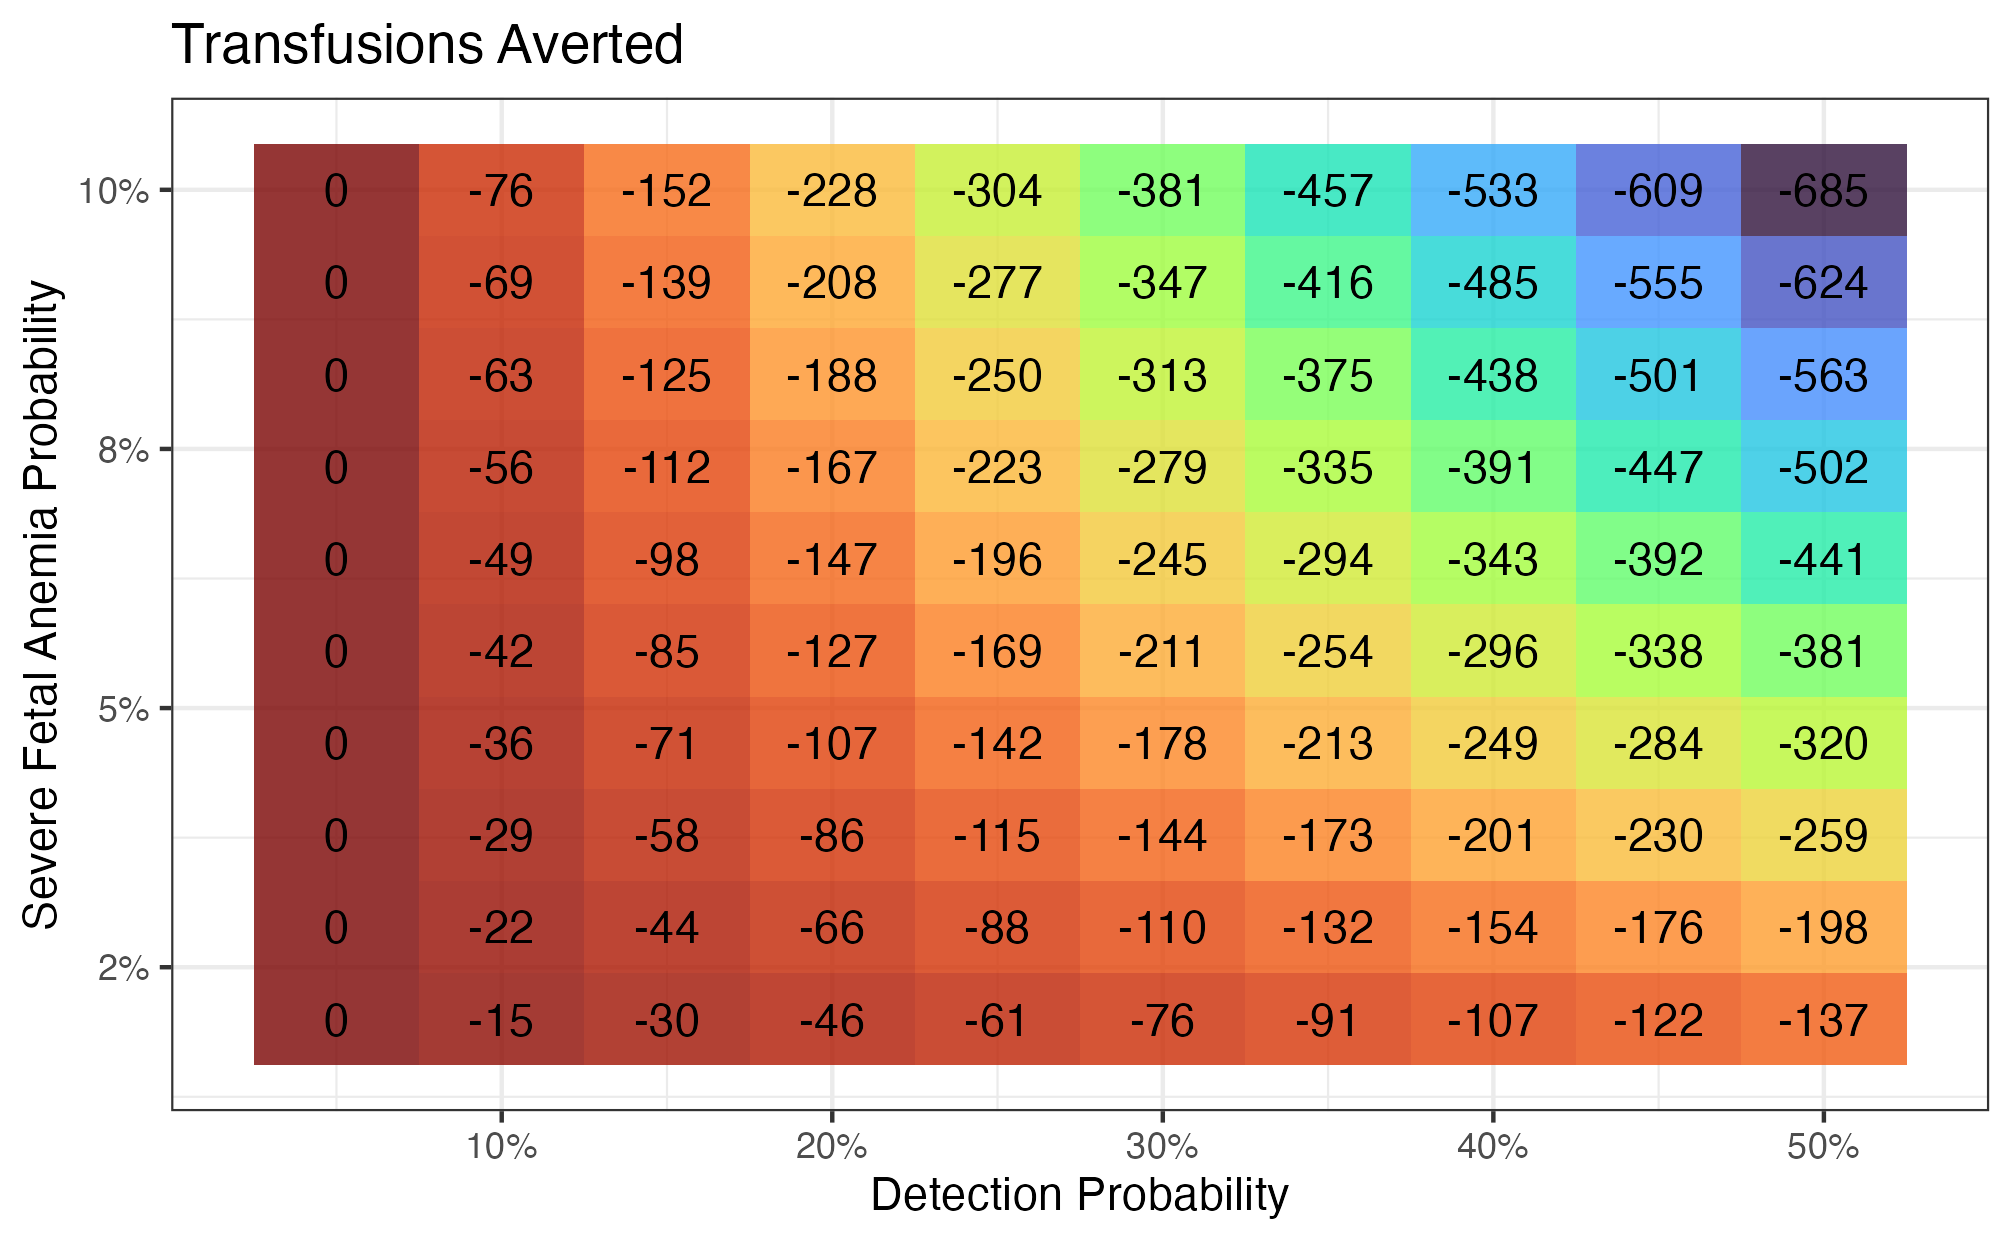 Transfusions Averted
Severe Fetal Anemia Probability
10%
0 -76 -152 -228 -304 -381 -457 -533 -609 -685
0 -69 -139 -208 -277 -347 -416 -485 -555 -624
0 -63 -125 -188 -250 -313 -375 -438 -501 -563
8%
0 -56 -112 -167 -223 -279 -335 -391 -447 -502
0 -49 -98 -147 -196 -245 -294 -343 -392 -441
0 -42 -85 -127 -169 -211 -254 -296 -338 -381
5%
0 -36 -71 -107 -142 -178 -213 -249 -284 -320
0 -29 -58 -86 -115 -144 -173 -201 -230 -259
0 -22 -44 -66 -88 -110 -132 -154 -176 -198
2%
0 -15 -30 -46 -61 -76 -91 -107 -122 -137
10% 20% 30% 40% 50%
Detection Probability